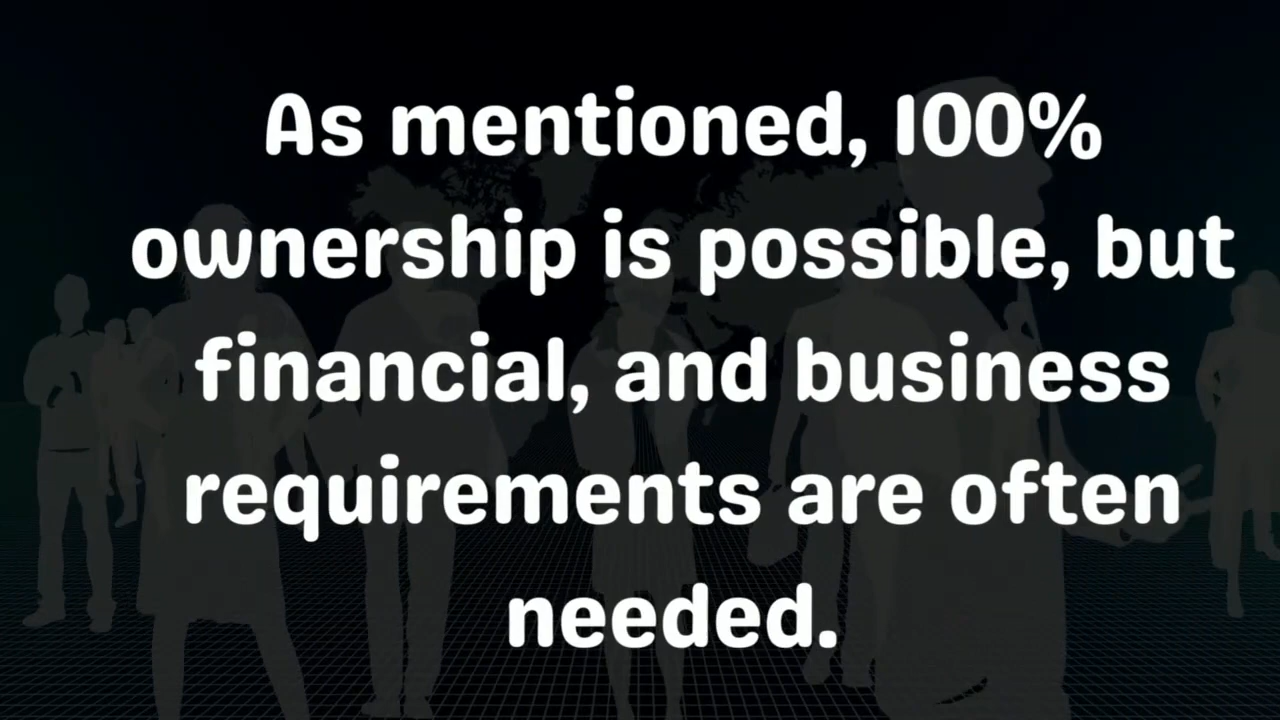 As mentioned, 100%
ownership is possible, but
financial, and business
requirements are often
needed.